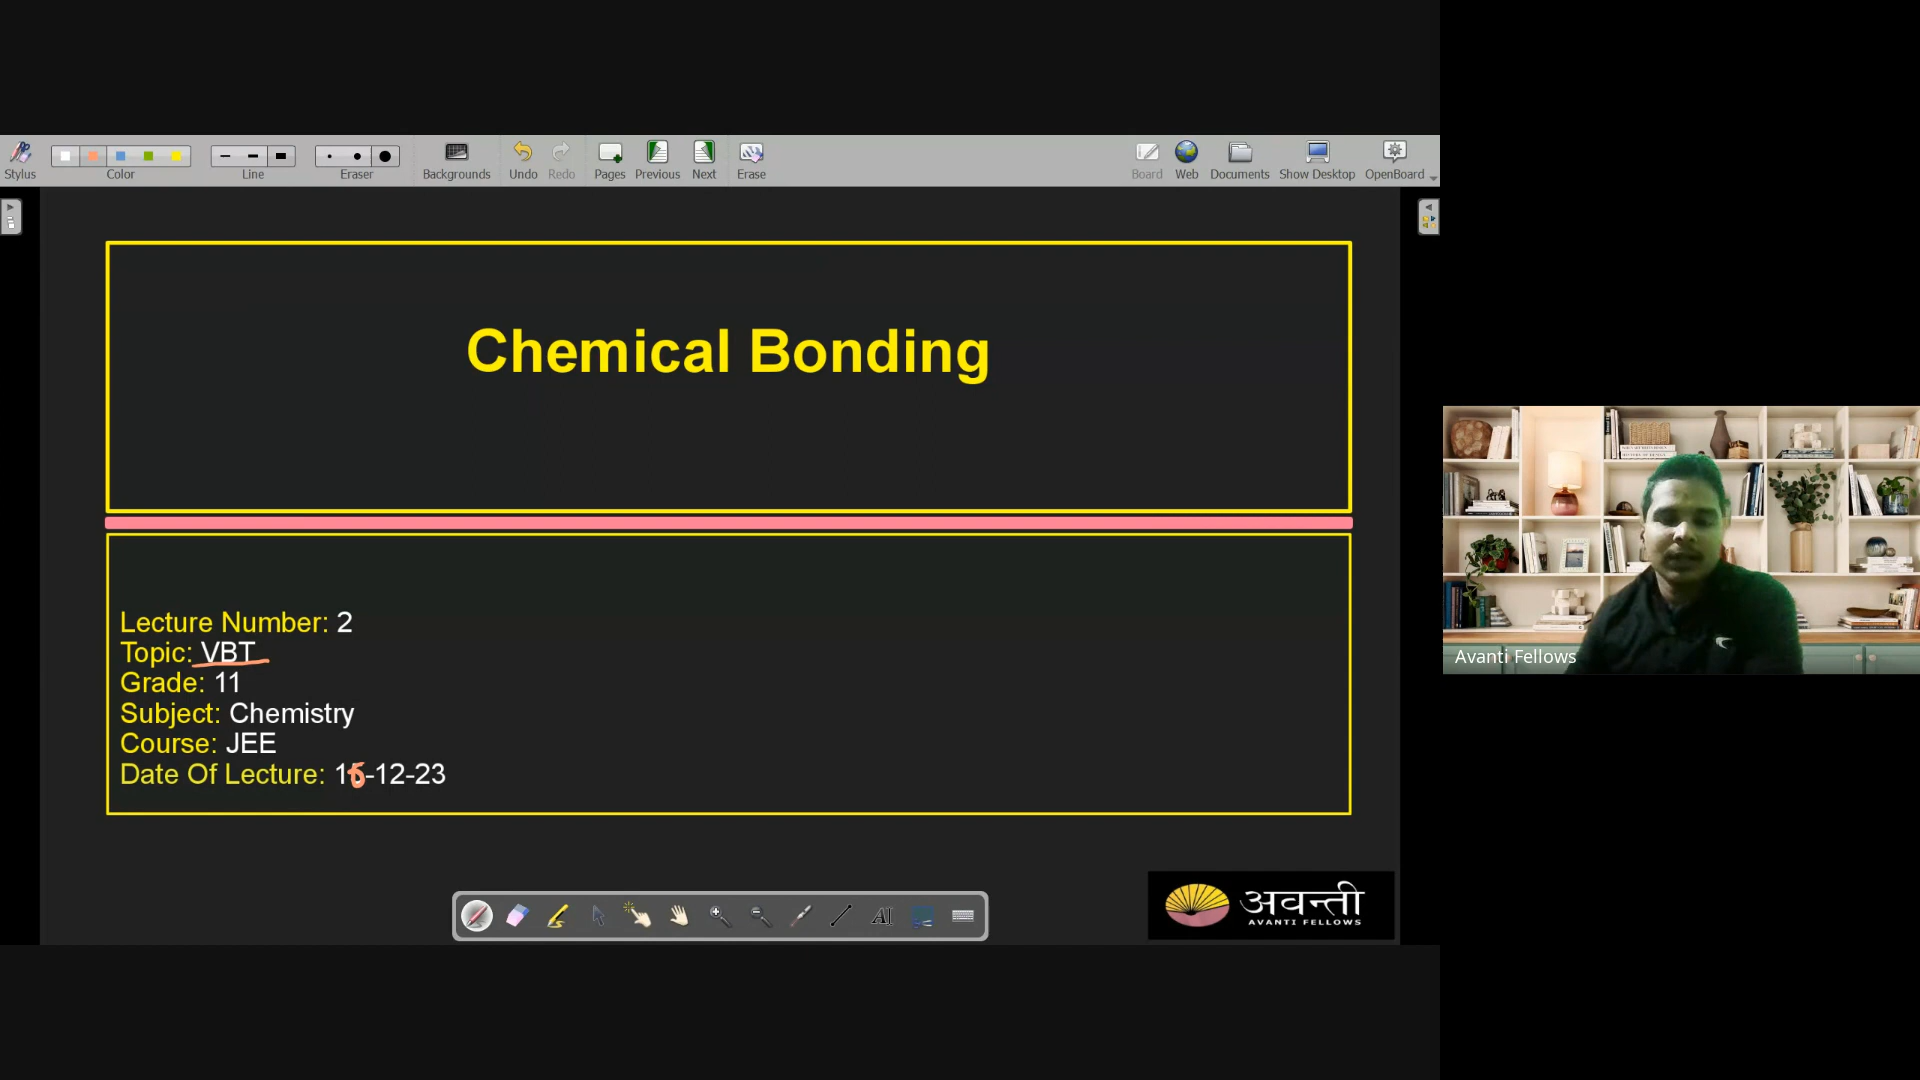 Stylus
Color
Line
Eraser
Backgrounds
Undo
Redo
Pages
Previous
Next
Erase
Board
Web
Documents
Show Desktop
OpenBoard
Chemical Bonding
Lecture Number: 2
Topic: VBT
Grade: 11
Subject: Chemistry
Course: JEE
Date Of Lecture: 16-12-23
अवन्ती
AVANTI FELLOWS
Avanti Fellows